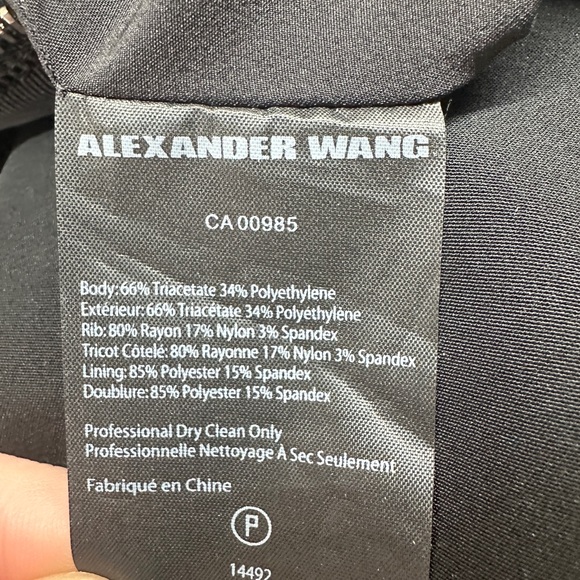 ALEXANDER WANG
CA 00985
Body: 66% Triacetate 34% Polyethylene
Extérieur: 66% Triacétate 34% Polyéthylène
Rib: 80% Rayon 17% Nylon 3% Spandex
Tricot Côtelé: 80% Rayonne 17% Nylon 3% Spandex
Lining: 85% Polyester 15% Spandex
Doublure: 85% Polyester 15% Spandex
Professional Dry Clean Only
Professionnelle Nettoyage À Sec Seulement
Fabriqué en Chine
P
14492